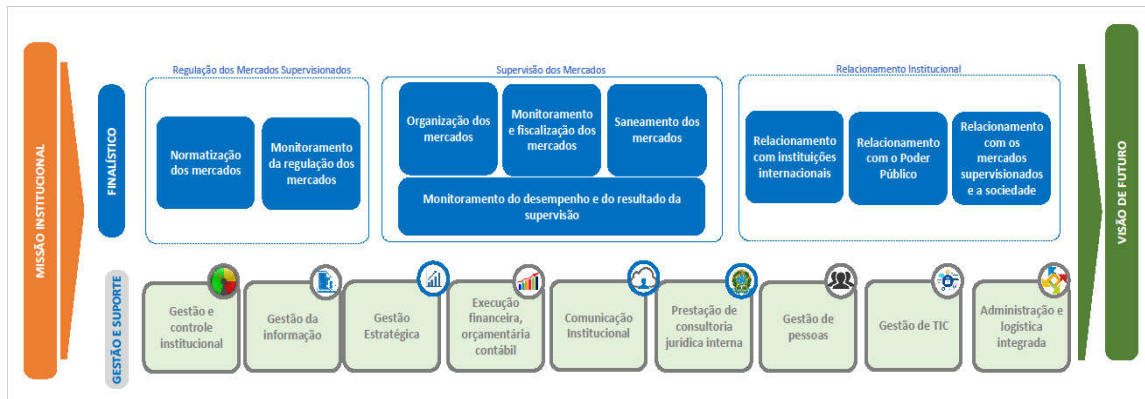 MISSÃO INSTITUCIONAL
FINALÍSTICO
Regulação dos Mercados Supervisionados
Normatização
dos mercados
Monitoramento
da regulação dos
mercados
Supervisão dos Mercados
Organização dos
mercados
Monitoramento
e fiscalização dos
mercados
Saneamento dos
mercados
Monitoramento do desempenho e do resultado da
supervisão
Relacionamento Institucional
Relacionamento
com instituições
internacionais
Relacionamento
com o Poder
Público
Relacionamento
com os
mercados
supervisionados
e a sociedade
GESTÃO E SUPORTE
Gestão e
controle
institucional
Gestão da
informação
Gestão
Estratégica
Execução
financeira,
orçamentária
contábil
Comunicação
Institucional
Prestação de
consultoria
jurídica interna
Gestão de
pessoas
Gestão de TIC
Administração e
logística
integrada
VISÃO DE FUTURO